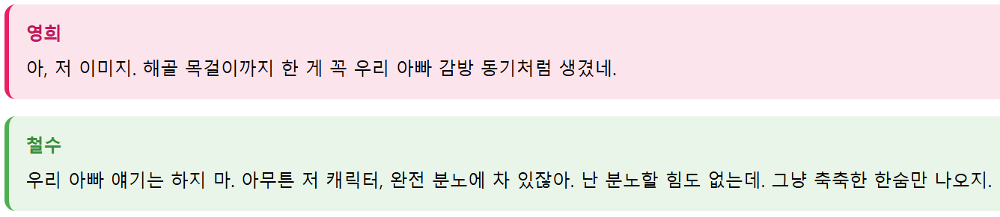 영희
아, 저 이미지. 해골 목걸이까지 한 게 꼭 우리 아빠 감방 동기처럼 생겼네.
철수
우리 아빠 얘기는 하지 마. 아무튼 저 캐릭터, 완전 분노에 차 있잖아. 난 분노할 힘도 없는데. 그냥 축축한 한숨만 나오지.